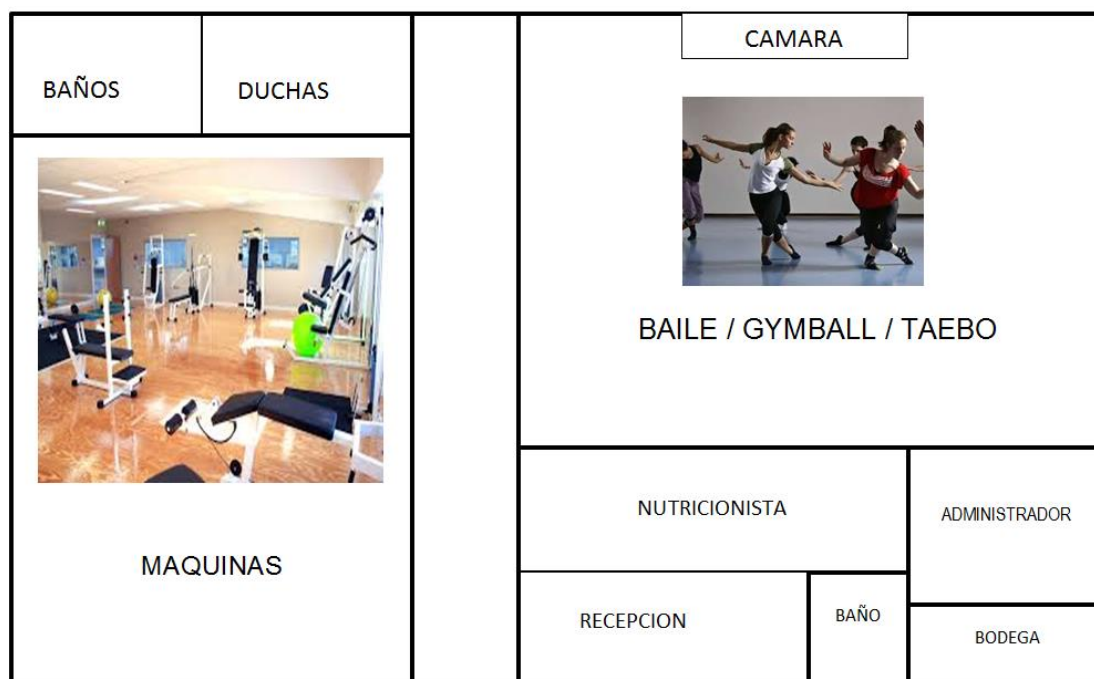 BAÑOS
DUCHAS
MAQUINAS
CAMARA
BAILE / GYMBALL / TAEBO
NUTRICIONISTA
ADMINISTRADOR
RECEPCION
BAÑO
BODEGA